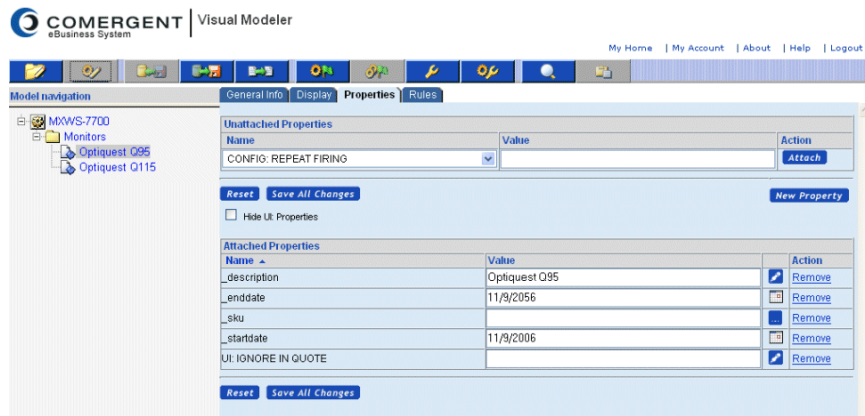 COMERGENT
eBusiness System
Visual Modeler
My Home | My Account | About | Help | Logout
Model navigation
General Info Display Properties Rules
MXWS-7700
Monitors
Optiquest Q95
Optiquest Q115
Unattached Properties
Name Value Action
CONFIG: REPEAT FIRING Attach
Reset Save All Changes New Property
Hide UI: Properties
Attached Properties
Name Value Action
_description Optiquest Q95 Remove
_enddate 11/9/2056 Remove
_sku ... Remove
_startdate 11/9/2006 Remove
UI: IGNORE IN QUOTE Remove
Reset Save All Changes